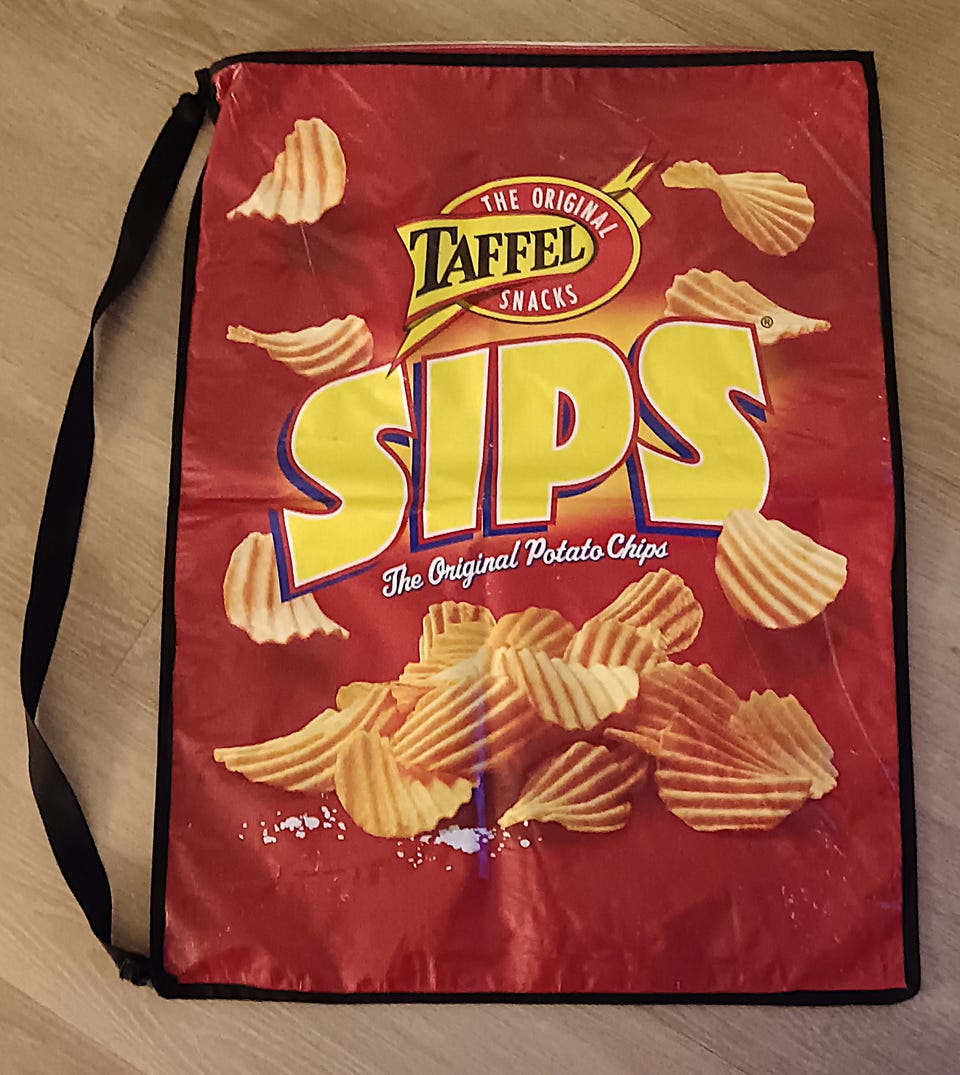 THE ORIGINAL
TAFFEL
SNACKS
SIPS®
The Original Potato Chips